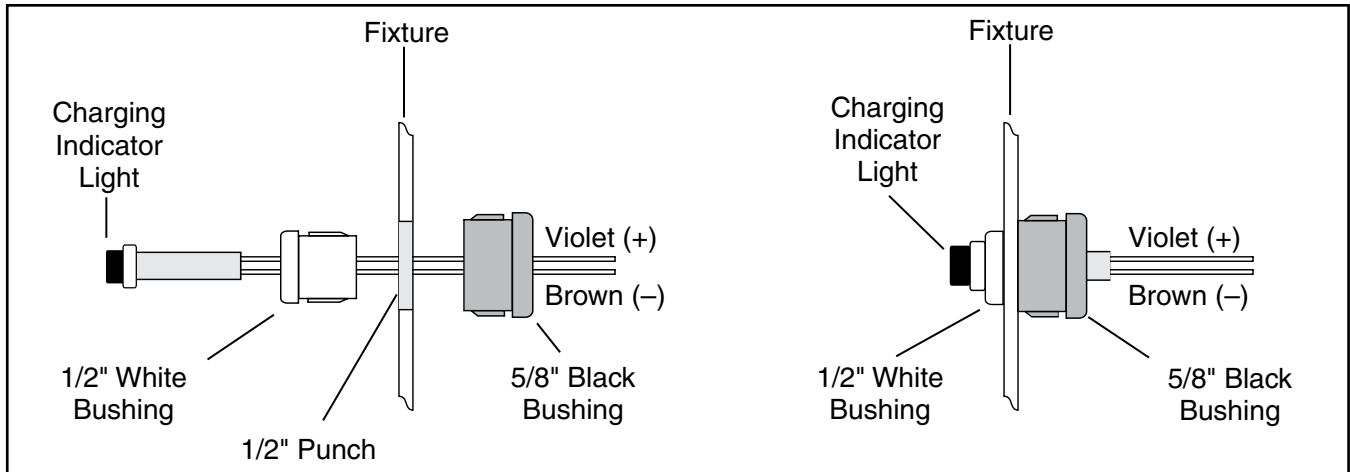 Fixture
Charging
Indicator
Light
Violet (+)
Brown (–)
1/2" White
Bushing
5/8" Black
Bushing
1/2" Punch
Fixture
Charging
Indicator
Light
Violet (+)
Brown (–)
1/2" White
Bushing
5/8" Black
Bushing